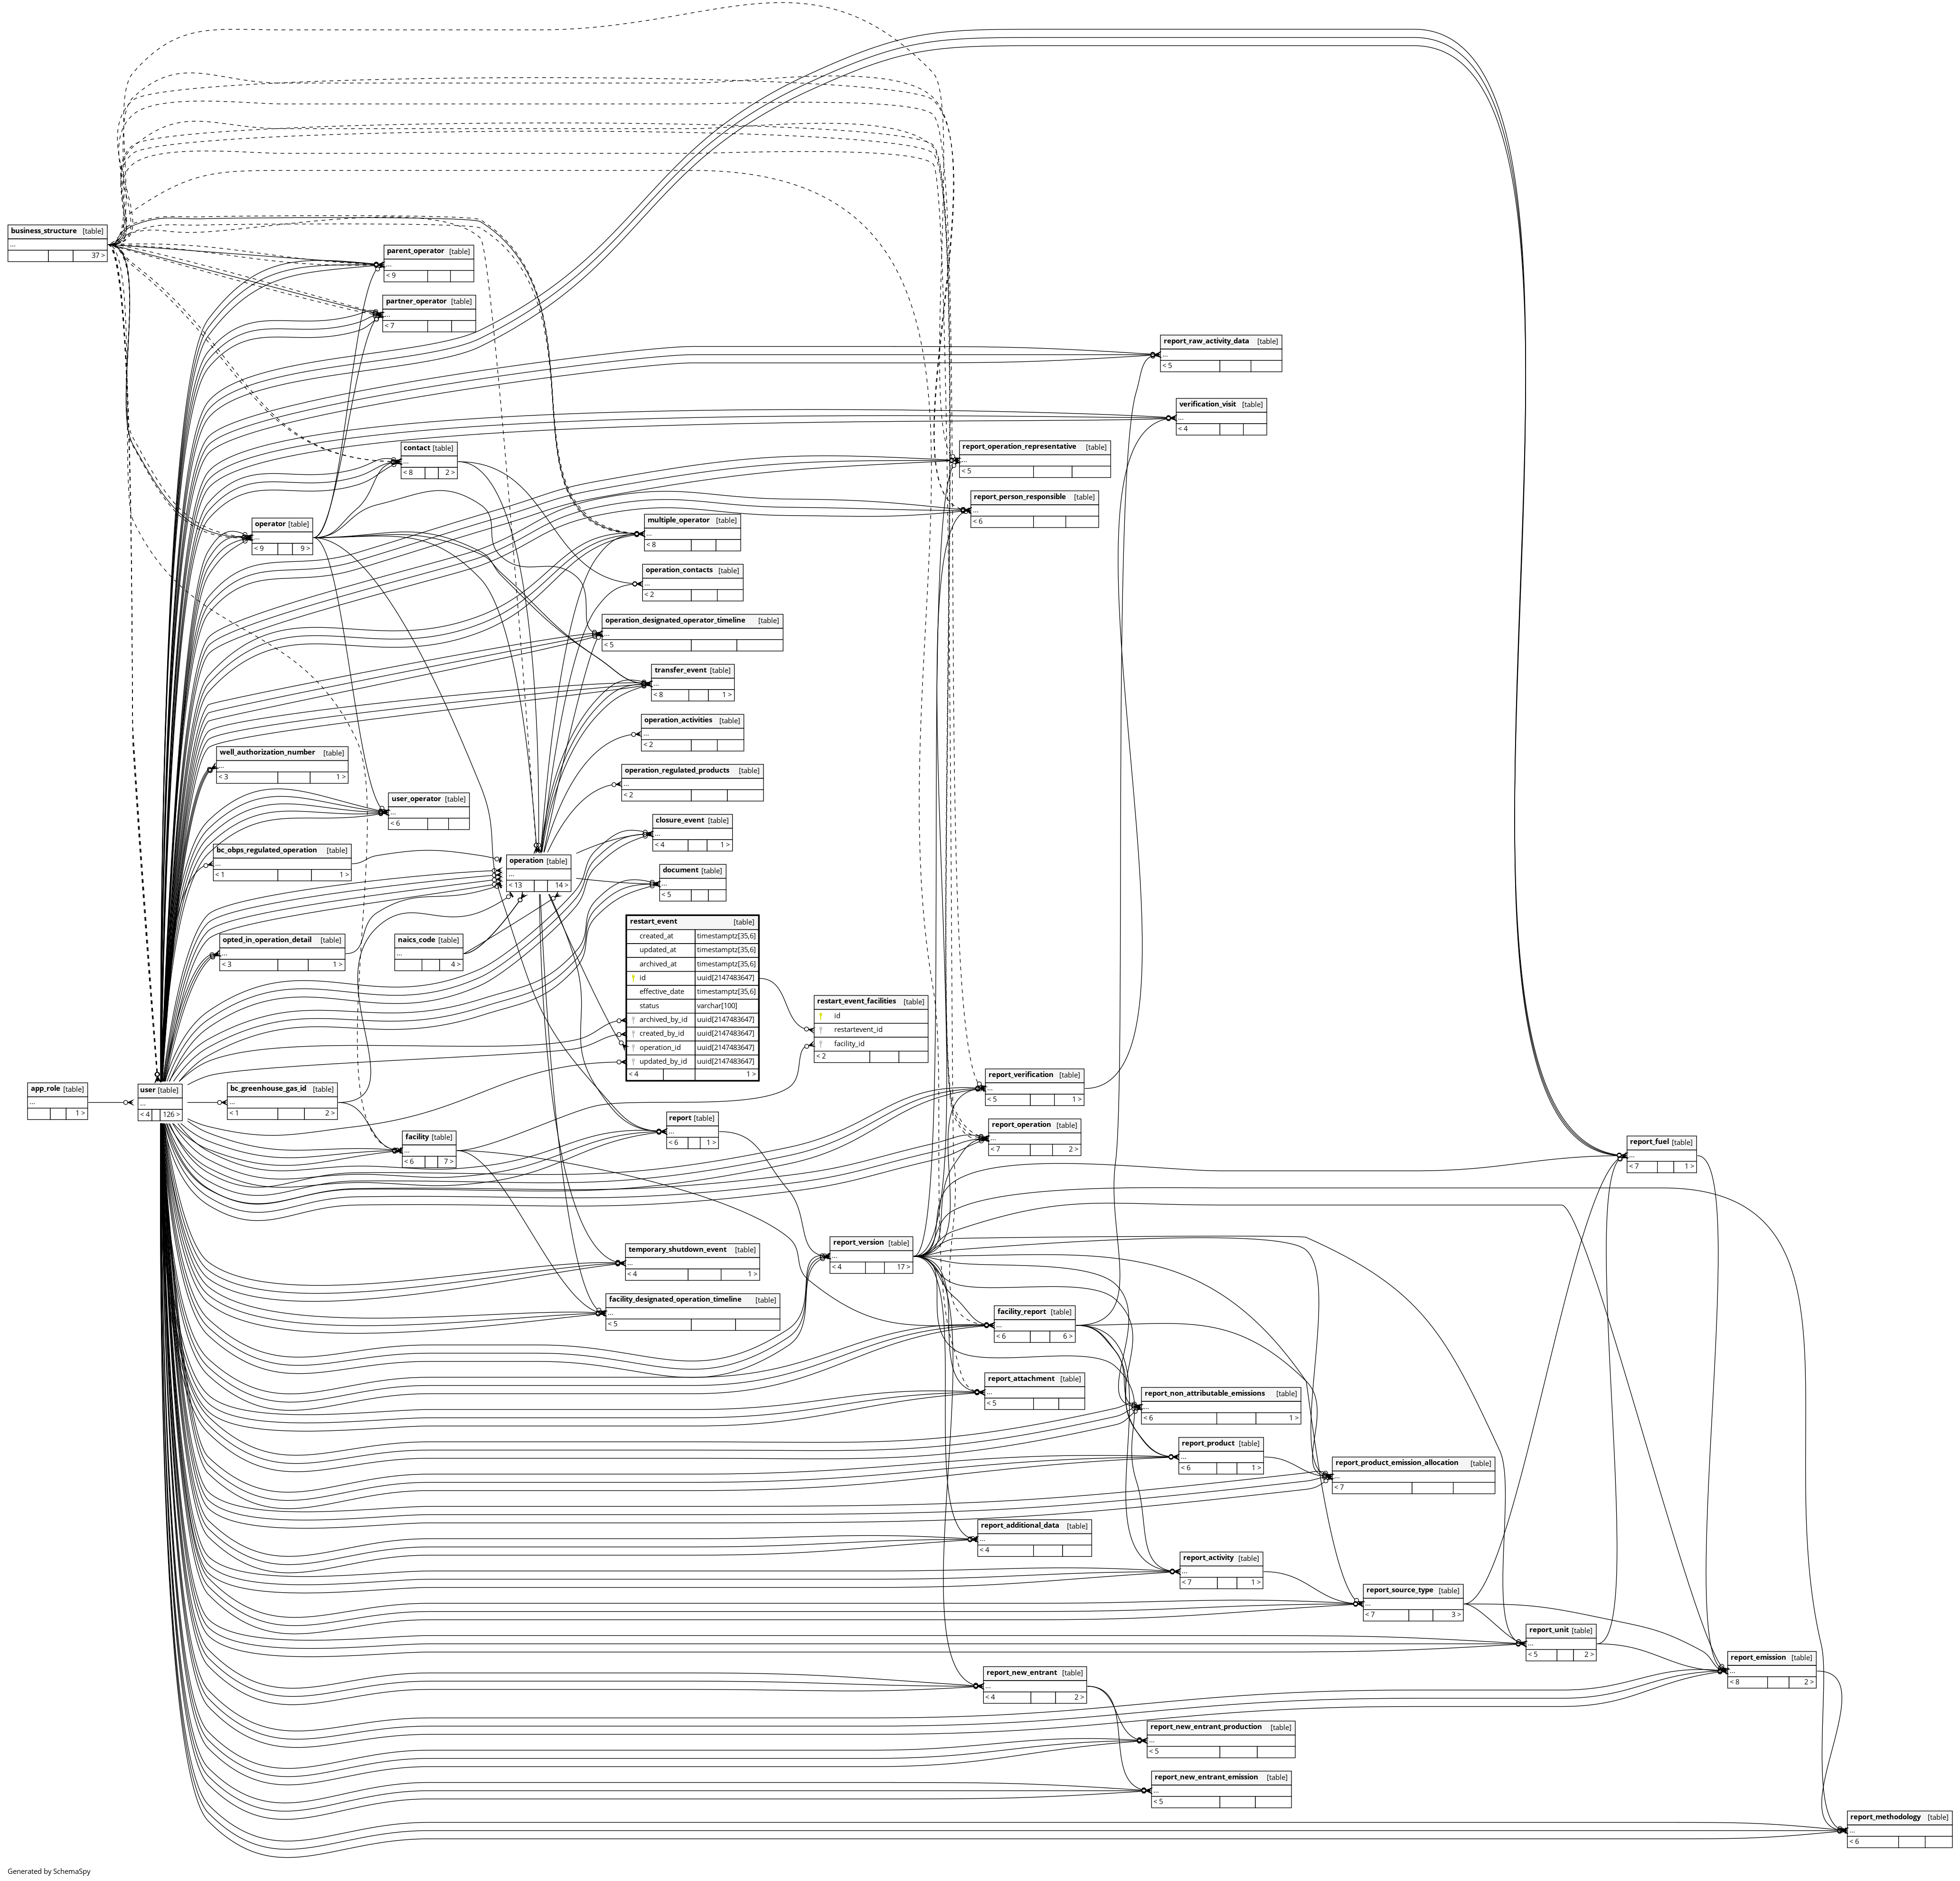 business_structure [table]
...
37 >
parent_operator [table]
...
< 9
partner_operator [table]
...
< 7
report_raw_activity_data [table]
...
< 5
verification_visit [table]
...
< 4
contact [table]
...
< 8 2 >
report_operation_representative [table]
...
< 5
report_person_responsible [table]
...
< 6
operator [table]
...
< 9 9 >
multiple_operator [table]
...
< 8
operation_contacts [table]
...
< 2
operation_designated_operator_timeline [table]
...
< 5
transfer_event [table]
...
< 8 1 >
operation_activities [table]
...
< 2
well_authorization_number [table]
...
< 3 1 >
operation_regulated_products [table]
...
< 2
user_operator [table]
...
< 6
closure_event [table]
...
< 4 1 >
bc_obps_regulated_operation [table]
...
< 1 1 >
operation [table]
...
< 13 14 >
document [table]
...
< 5
opted_in_operation_detail [table]
...
< 3 1 >
naics_code [table]
...
4 >
restart_event [table]
created_at timestamptz[35,6]
updated_at timestamptz[35,6]
archived_at timestamptz[35,6]
id uuid[2147483647]
effective_date timestamptz[35,6]
status varchar[100]
archived_by_id uuid[2147483647]
created_by_id uuid[2147483647]
operation_id uuid[2147483647]
updated_by_id uuid[2147483647]
< 4 1 >
restart_event_facilities [table]
id
restartevent_id
facility_id
< 2
app_role [table]
...
1 >
user [table]
...
< 4 126 >
bc_greenhouse_gas_id [table]
...
< 1 2 >
report_verification [table]
...
< 5 1 >
facility [table]
...
< 6 7 >
report [table]
...
< 6 1 >
report_operation [table]
...
< 7 2 >
report_fuel [table]
...
< 7 1 >
temporary_shutdown_event [table]
...
< 4 1 >
report_version [table]
...
< 4 17 >
facility_designated_operation_timeline [table]
...
< 5
facility_report [table]
...
< 6 6 >
report_attachment [table]
...
< 5
report_non_attributable_emissions [table]
...
< 6 1 >
report_product [table]
...
< 6 1 >
report_product_emission_allocation [table]
...
< 7
report_additional_data [table]
...
< 4
report_activity [table]
...
< 7 1 >
report_source_type [table]
...
< 7 3 >
report_unit [table]
...
< 5 2 >
report_emission [table]
...
< 8 2 >
report_new_entrant [table]
...
< 4 2 >
report_new_entrant_production [table]
...
< 5
report_new_entrant_emission [table]
...
< 5
report_methodology [table]
...
< 6
Generated by SchemaSpy